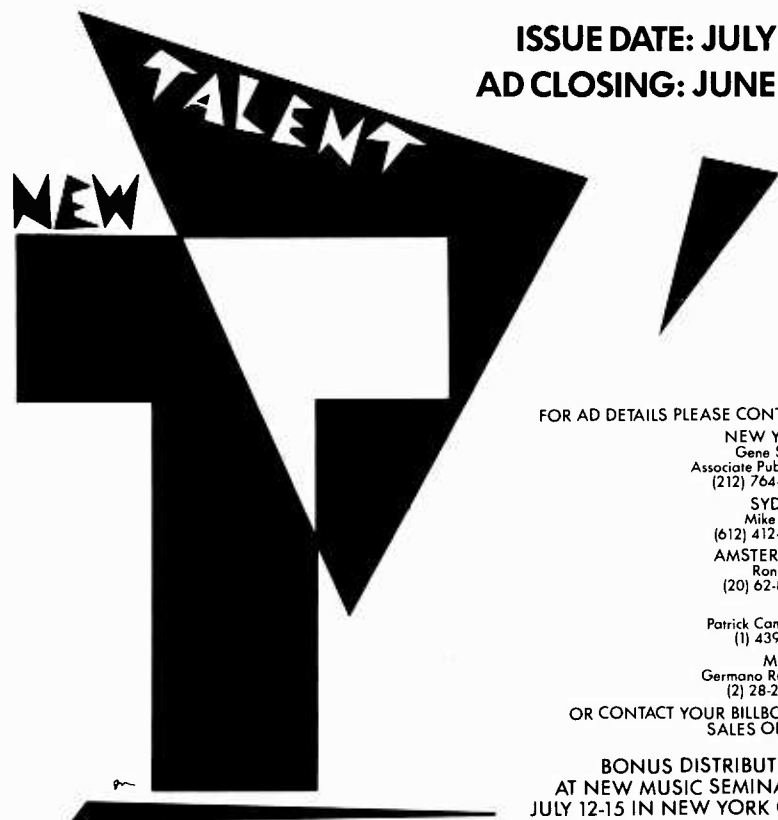 ISSUE DATE: JULY
AD CLOSING: JUNE
TALENT
NEW
T
FOR AD DETAILS PLEASE CONT
NEW Y
Gene S
Associate Pub
(212) 764-
SYD
Mike
(612) 412-
AMSTER
Ron
(20) 62-
Patrick Can
(1) 439
M
Germano R
(2) 28-2
OR CONTACT YOUR BILLBO
SALES O
BONUS DISTRIBUT
AT NEW MUSIC SEMINA
JULY 12-15 IN NEW YORK